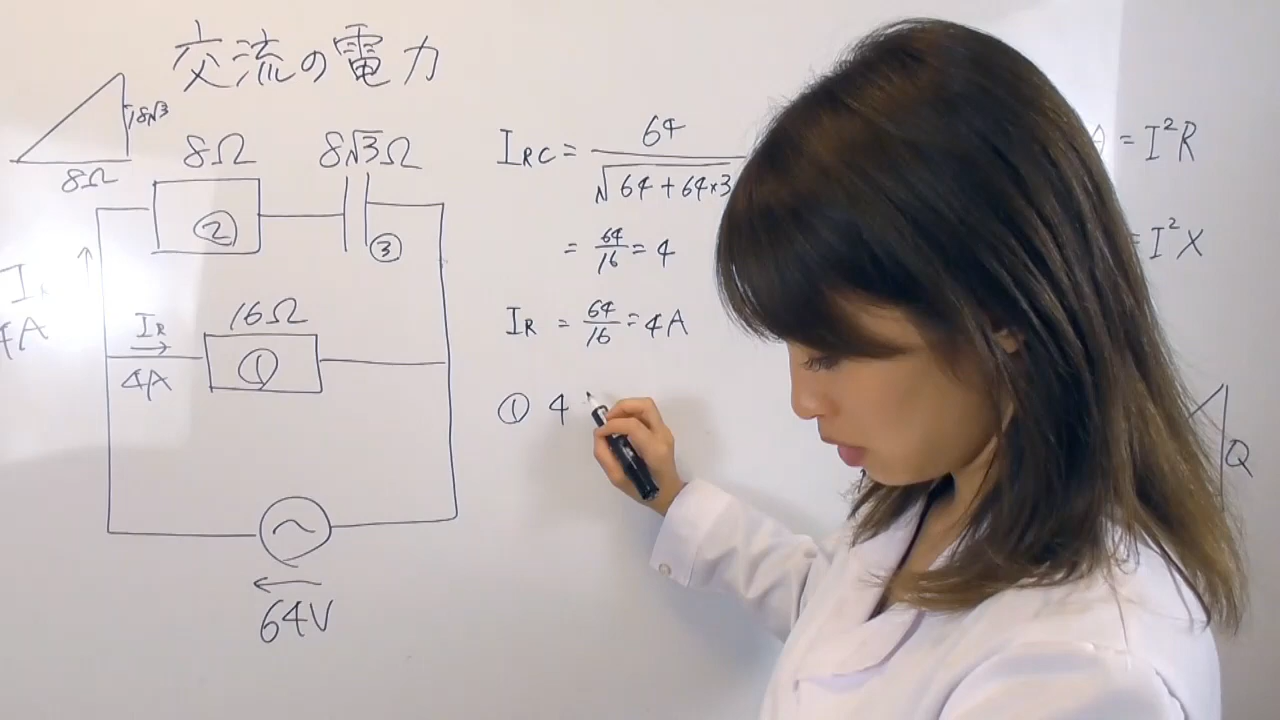 交流の電力
8√3
8Ω
8Ω
8√3Ω
②
③
I
4A
IR
4A
16Ω
①
64V
IRC = 64 / √64+64×3
= 64/16 = 4
IR = 64/16 = 4A
① 4
= I²R
= I²X
Q